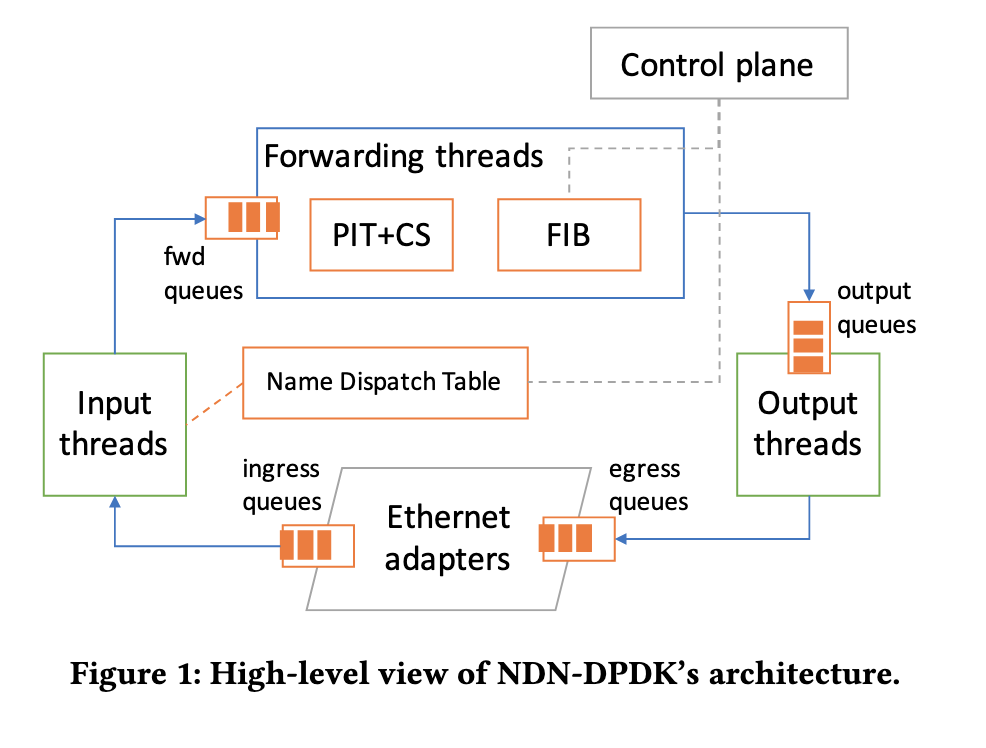 Control plane
Forwarding threads
PIT+CS
FIB
fwd
queues
output
queues
Name Dispatch Table
Input
threads
Output
threads
ingress
queues
egress
queues
Ethernet
adapters
Figure 1: High-level view of NDN-DPDK’s architecture.